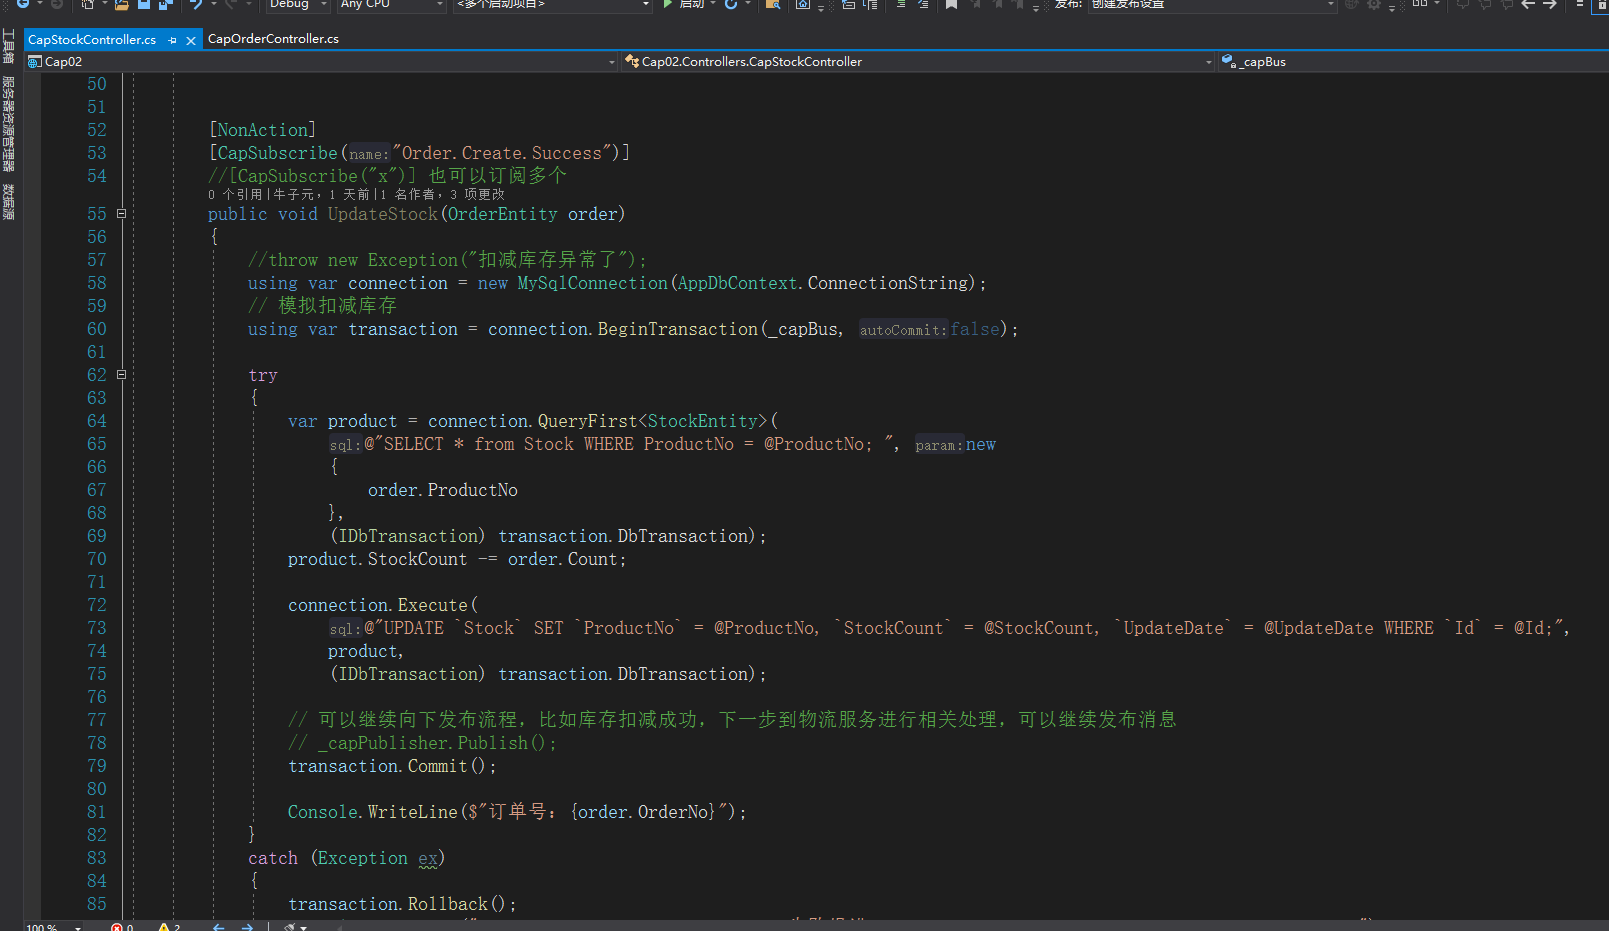 Debug
Any CPU
<多个启动项目>
启动
发布:
创建发布设置
工具箱
服务器资源管理器
数据源
CapStockController.cs
CapOrderController.cs
Cap02
Cap02.Controllers.CapStockController
_capBus
50
51
52 [NonAction]
53 [CapSubscribe(name:"Order.Create.Success")]
54 //[CapSubscribe("x")] 也可以订阅多个
0 个引用|牛子元，1 天前|1 名作者，3 项更改
55 public void UpdateStock(OrderEntity order)
56 {
57 //throw new Exception("扣减库存异常了");
58 using var connection = new MySqlConnection(AppDbContext.ConnectionString);
59 // 模拟扣减库存
60 using var transaction = connection.BeginTransaction(_capBus, autoCommit:false);
61
62 try
63 {
64 var product = connection.QueryFirst<StockEntity>(
65 sql:@"SELECT * from Stock WHERE ProductNo = @ProductNo; ", param:new
66 {
67 order.ProductNo
68 },
69 (IDbTransaction) transaction.DbTransaction);
70 product.StockCount -= order.Count;
71
72 connection.Execute(
73 sql:@"UPDATE `Stock` SET `ProductNo` = @ProductNo, `StockCount` = @StockCount, `UpdateDate` = @UpdateDate WHERE `Id` = @Id;",
74 product,
75 (IDbTransaction) transaction.DbTransaction);
76
77 // 可以继续向下发布流程，比如库存扣减成功，下一步到物流服务进行相关处理，可以继续发布消息
78 // _capPublisher.Publish();
79 transaction.Commit();
80
81 Console.WriteLine($"订单号：{order.OrderNo}");
82 }
83 catch (Exception ex)
84 {
85 transaction.Rollback();
100 %
0
2